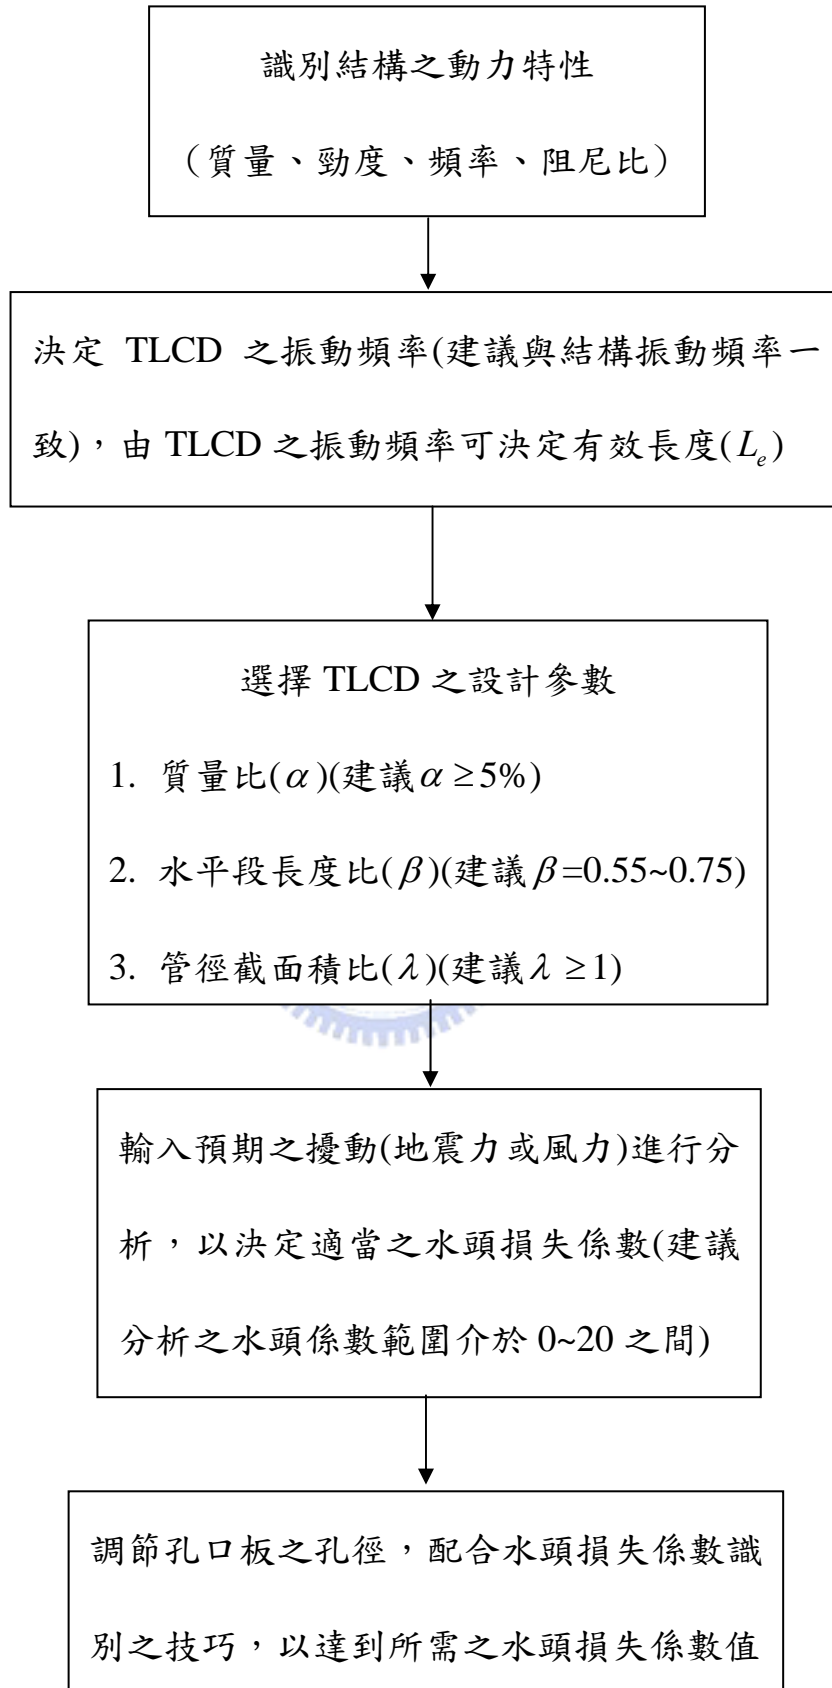 識別結構之動力特性
（質量、勁度、頻率、阻尼比）
決定 TLCD 之振動頻率(建議與結構振動頻率一
致)，由 TLCD 之振動頻率可決定有效長度(Le)
選擇 TLCD 之設計參數
1. 質量比(α)(建議α≥5%)
2. 水平段長度比(β)(建議β=0.55~0.75)
3. 管徑截面積比(λ)(建議λ≥1)
輸入預期之擾動(地震力或風力)進行分
析，以決定適當之水頭損失係數(建議
分析之水頭係數範圍介於 0~20 之間)
調節孔口板之孔徑，配合水頭損失係數識
別之技巧，以達到所需之水頭損失係數值